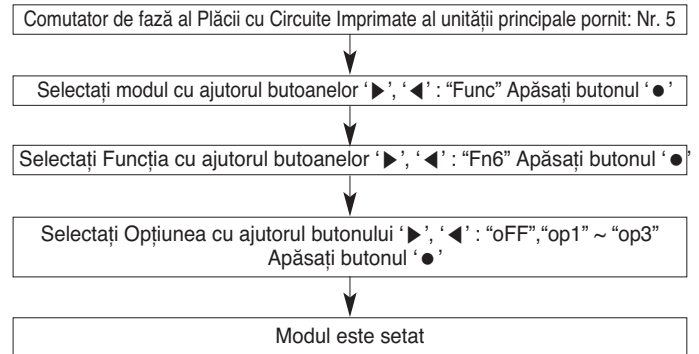 Comutator de fază al Plăcii cu Circuite Imprimate al unității principale pornit: Nr. 5
Selectați modul cu ajutorul butoanelor ‘▶’, ‘◀’ : “Func” Apăsați butonul ‘●’
Selectați Funcția cu ajutorul butoanelor ‘▶’, ‘◀’ : “Fn6” Apăsați butonul ‘●’
Selectați Opțiunea cu ajutorul butonului ‘▶’, ‘◀’ : “oFF”,“op1” ~ “op3”
Apăsați butonul ‘●’
Modul este setat